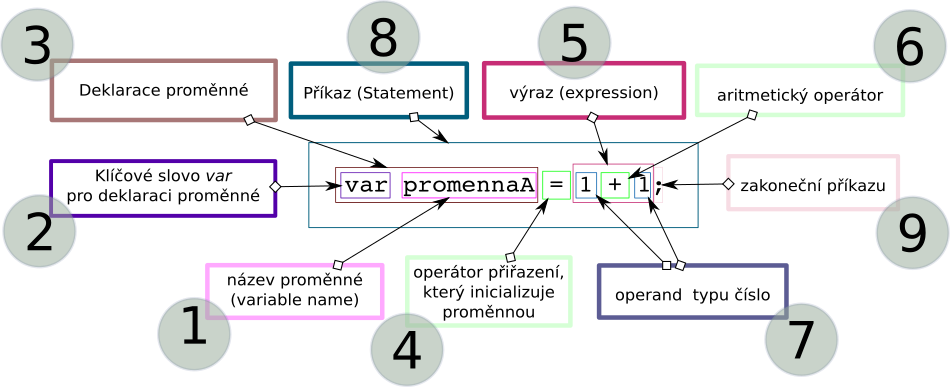 3
8
5
6
Deklarace proměnné
Příkaz (Statement)
výraz (expression)
aritmetický operátor
Klíčové slovo var
pro deklaraci proměnné
var promennaA = 1 + 1;
zakoneční příkazu
2
9
název proměnné
(variable name)
operátor přiřazení,
který inicializuje
proměnnou
operand typu číslo
1
4
7